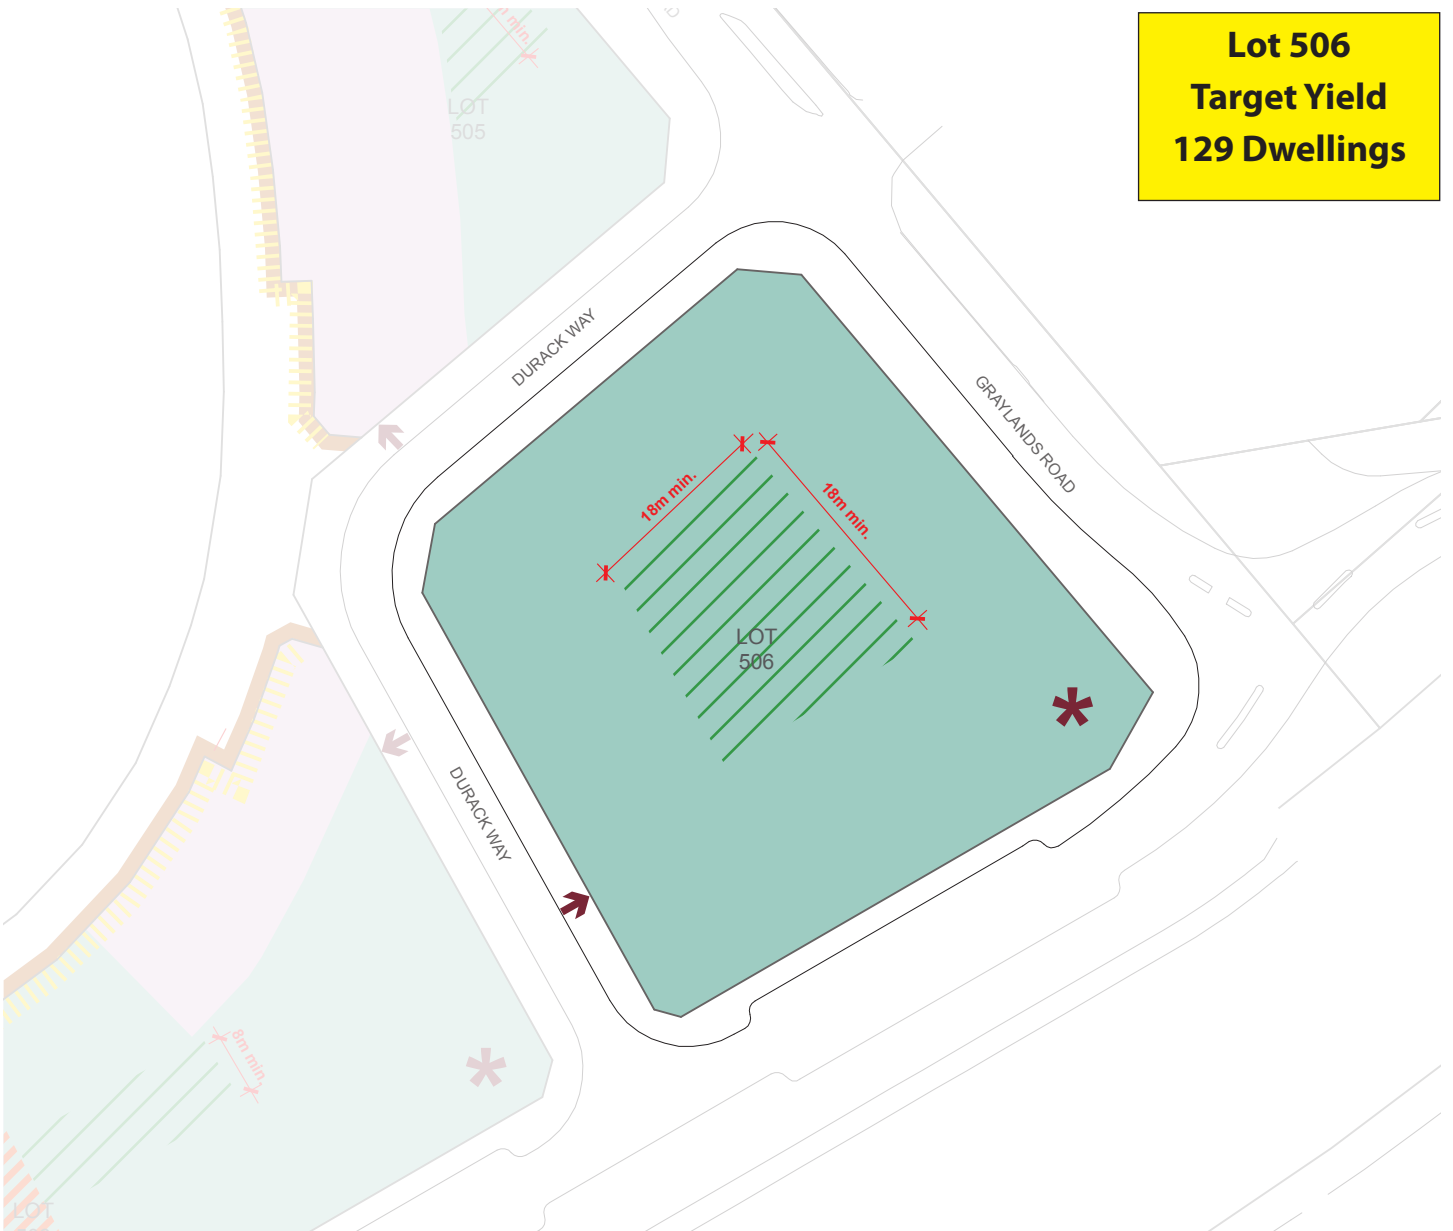 Lot 506
Target Yield
129 Dwellings
m min.
LOT
505
DURACK WAY
GRAYLANDS ROAD
18m min.
18m min.
LOT
506
DURACK WAY
8m min.
LOT